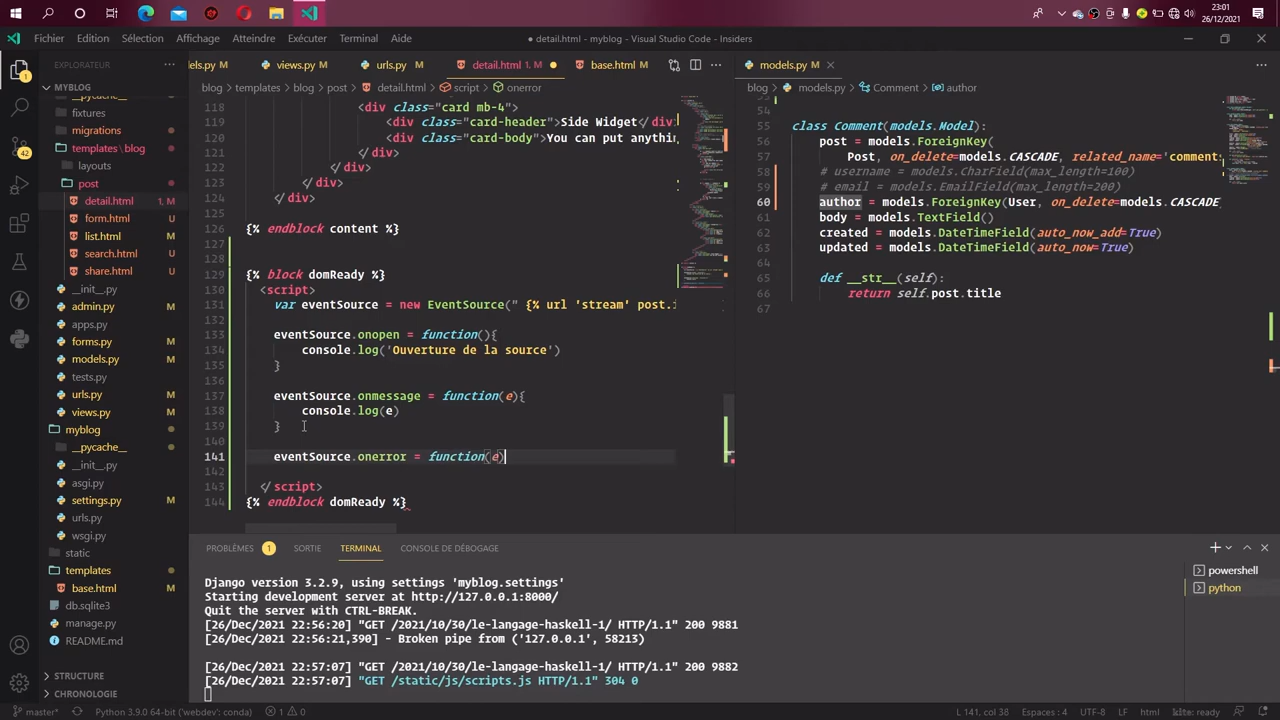 23:01
26/12/2021
Fichier Edition Sélection Affichage Atteindre Exécuter Terminal Aide
● detail.html - myblog - Visual Studio Code - Insiders
EXPLORATEUR ···
MYBLOG
__pycache__
fixtures
migrations
templates\blog
layouts
post
detail.html 1, M
form.html U
list.html U
search.html U
share.html U
__init__.py
admin.py M
apps.py
forms.py M
models.py M
tests.py
urls.py M
views.py M
myblog
__pycache__
__init__.py
asgi.py
settings.py M
urls.py
wsgi.py
static
templates
base.html M
db.sqlite3
manage.py
README.md
STRUCTURE
CHRONOLOGIE
1
42
dels.py M views.py M urls.py M detail.html 1, M ● base.html M ···
blog > templates > blog > post > detail.html > script > onerror
118 <div class="card mb-4">
119 <div class="card-header">Side Widget</div>
120 <div class="card-body">You can put anythin
121 </div>
122 </div>
123 </div>
124 </div>
125
126 {% endblock content %}
127
128
129 {% block domReady %}
130 <script>
131 var eventSource = new EventSource(" {% url 'stream' post.i
132
133 eventSource.onopen = function(){
134 console.log('Ouverture de la source')
135 }
136
137 eventSource.onmessage = function(e){
138 console.log(e)
139 }
140
141 eventSource.onerror = function(e)
142
143 </script>
144 {% endblock domReady %}
models.py M ···
blog > models.py > Comment > author
53
54
55 class Comment(models.Model):
56 post = models.ForeignKey(
57 Post, on_delete=models.CASCADE, related_name='comment
58 # username = models.CharField(max_length=100)
59 # email = models.EmailField(max_length=200)
60 author = models.ForeignKey(User, on_delete=models.CASCADE
61 body = models.TextField()
62 created = models.DateTimeField(auto_now_add=True)
63 updated = models.DateTimeField(auto_now=True)
64
65 def __str__(self):
66 return self.post.title
67
PROBLÈMES 1 SORTIE TERMINAL CONSOLE DE DÉBOGAGE
powershell
python
Django version 3.2.9, using settings 'myblog.settings'
Starting development server at http://127.0.0.1:8000/
Quit the server with CTRL-BREAK.
[26/Dec/2021 22:56:20] "GET /2021/10/30/le-langage-haskell-1/ HTTP/1.1" 200 9881
[26/Dec/2021 22:56:21,390] - Broken pipe from ('127.0.0.1', 58213)
[26/Dec/2021 22:57:07] "GET /2021/10/30/le-langage-haskell-1/ HTTP/1.1" 200 9882
[26/Dec/2021 22:57:07] "GET /static/js/scripts.js HTTP/1.1" 304 0
master* Python 3.9.0 64-bit ('webdev': conda) 1 0 L 141, col 38 Espaces : 4 UTF-8 LF html kite: ready